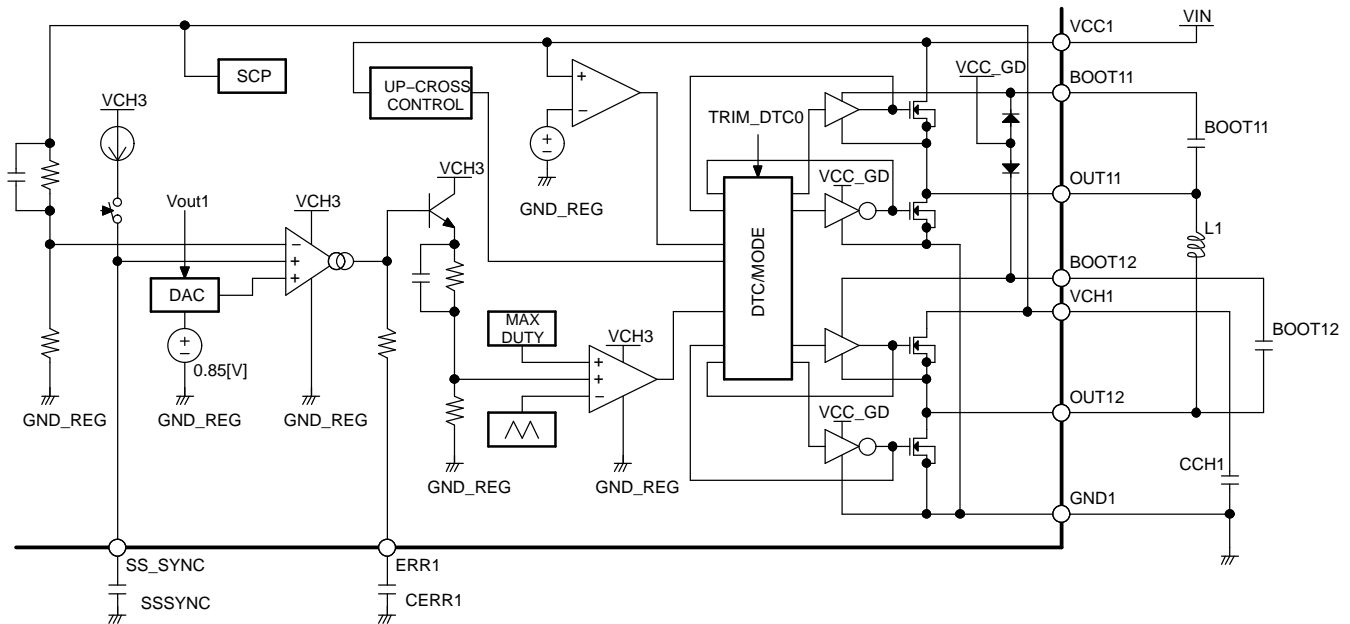 VCC1
VIN
SCP
UP-CROSS
CONTROL
VCC_GD
BOOT11
VCH3
TRIM_DTC0
BOOT11
VCH3
VCC_GD
OUT11
Vout1
VCH3
GND_REG
L1
DTC/MODE
BOOT12
DAC
VCH1
MAX
DUTY
VCH3
BOOT12
0.85[V]
GND_REG
GND_REG
GND_REG
VCC_GD
OUT12
CCH1
GND_REG
GND_REG
GND1
SS_SYNC
ERR1
SSSYNC
CERR1